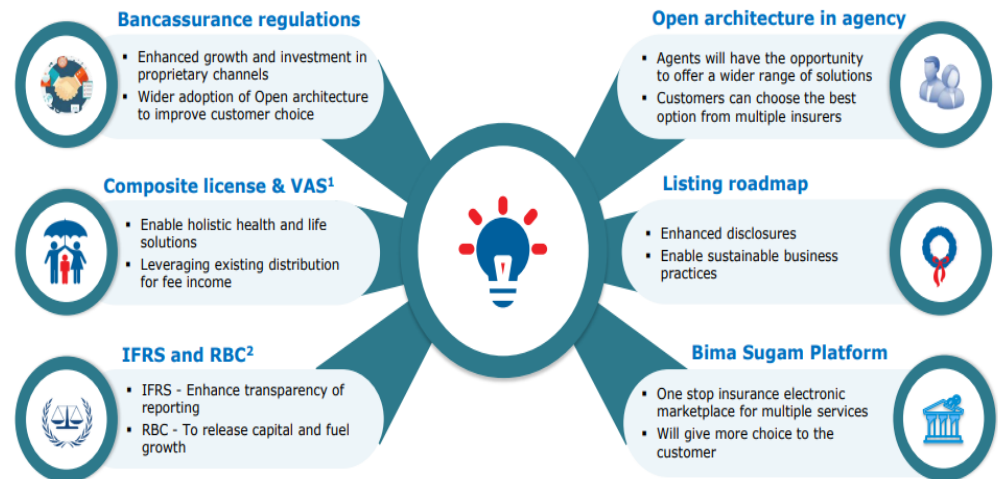 Bancassurance regulations
▪ Enhanced growth and investment in
proprietary channels
▪ Wider adoption of Open architecture
to improve customer choice
Composite license & VAS¹
▪ Enable holistic health and life
solutions
▪ Leveraging existing distribution
for fee income
IFRS and RBC²
▪ IFRS - Enhance transparency of
reporting
▪ RBC - To release capital and fuel
growth
Open architecture in agency
▪ Agents will have the opportunity
to offer a wider range of solutions
▪ Customers can choose the best
option from multiple insurers
Listing roadmap
▪ Enhanced disclosures
▪ Enable sustainable business
practices
Bima Sugam Platform
▪ One stop insurance electronic
marketplace for multiple services
▪ Will give more choice to the
customer